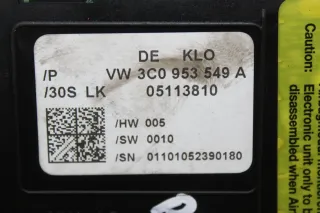 DE KLO
/P VW 3C0 953 549 A
/30S LK 05113810
/HW 005
/SW 0010
/SN 01101052390180
Caution:
Electronic
unit only to b
disassembled when Air